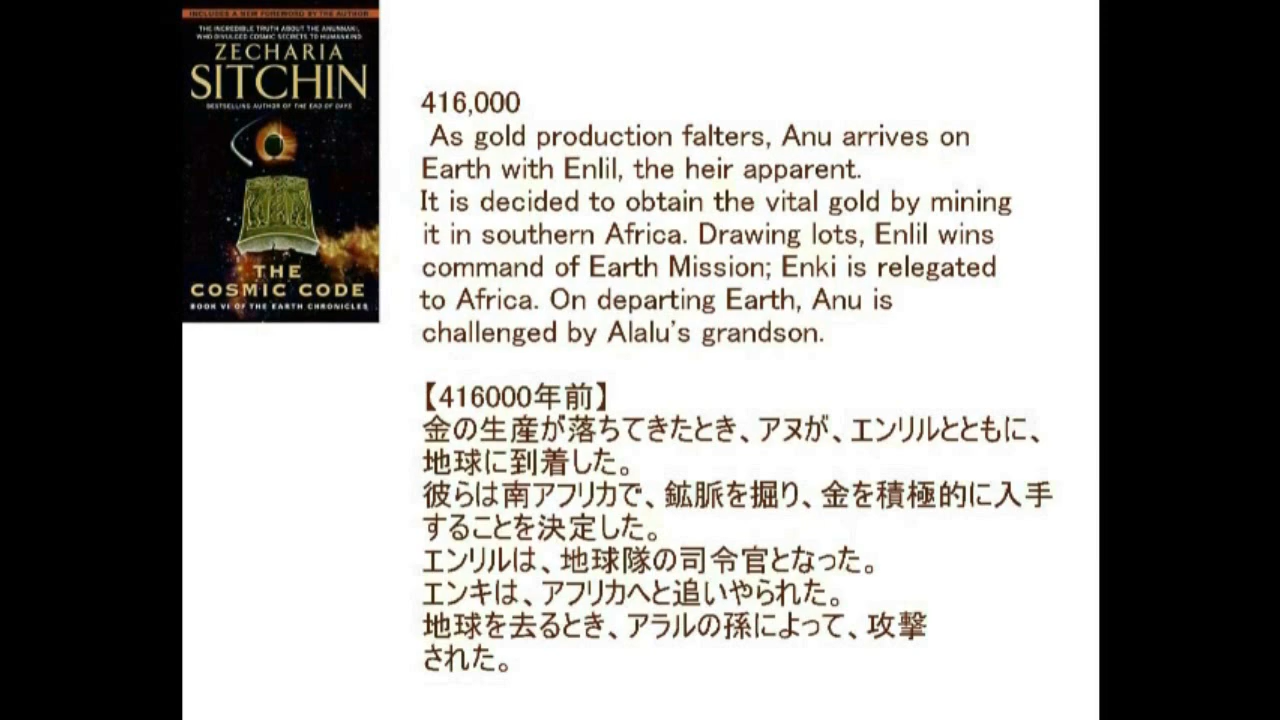 INCLUDES A NEW FOREWORD BY THE AUTHOR
THE INCREDIBLE TRUTH ABOUT THE ANUNNAKI,
WHO DIVULGED COSMIC SECRETS TO HUMANKIND
ZECHARIA
SITCHIN
BESTSELLING AUTHOR OF THE END OF DAYS
THE
COSMIC CODE
BOOK VI OF THE EARTH CHRONICLES
416,000
As gold production falters, Anu arrives on
Earth with Enlil, the heir apparent.
It is decided to obtain the vital gold by mining
it in southern Africa. Drawing lots, Enlil wins
command of Earth Mission; Enki is relegated
to Africa. On departing Earth, Anu is
challenged by Alalu's grandson.
【416000年前】
金の生産が落ちてきたとき、アヌが、エンリルとともに、
地球に到着した。
彼らは南アフリカで、鉱脈を掘り、金を積極的に入手
することを決定した。
エンリルは、地球隊の司令官となった。
エンキは、アフリカへと追いやられた。
地球を去るとき、アラルの孫によって、攻撃
された。